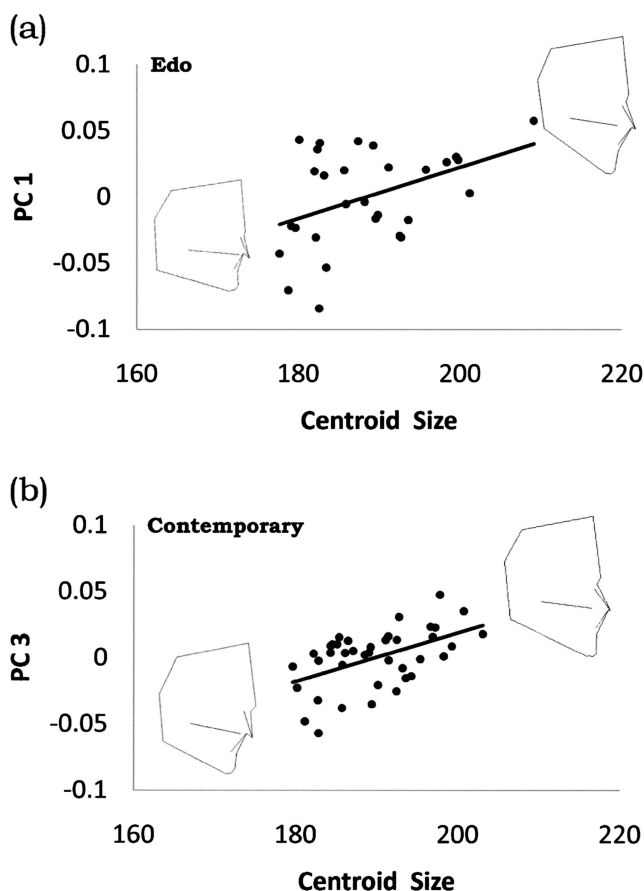 (a)
Edo
0.1
0.05
0
-0.05
-0.1
PC 1
160 180 200 220
Centroid Size
(b)
Contemporary
0.1
0.05
0
-0.05
-0.1
PC 3
160 180 200 220
Centroid Size